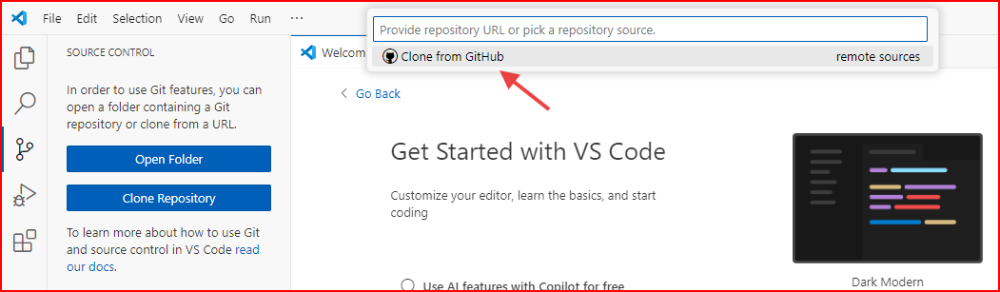 File Edit Selection View Go Run ···
Provide repository URL or pick a repository source.
Clone from GitHub remote sources
SOURCE CONTROL
In order to use Git features, you can
open a folder containing a Git
repository or clone from a URL.
Open Folder
Clone Repository
To learn more about how to use Git
and source control in VS Code read
our docs.
Welcom
Go Back
Get Started with VS Code
Customize your editor, learn the basics, and start
coding
Use AI features with Copilot for free
Dark Modern